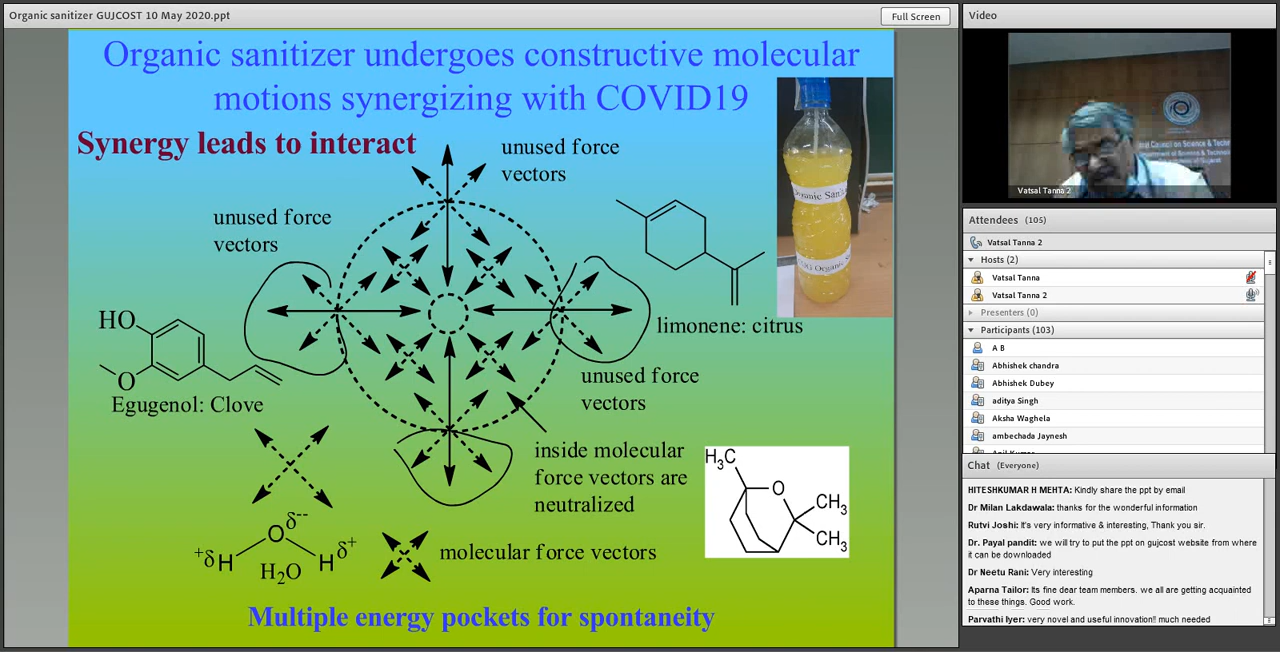 Organic sanitizer GUJCOST 10 May 2020.ppt
Full Screen
Organic sanitizer undergoes constructive molecular
motions synergizing with COVID19
Synergy leads to interact
unused force
vectors
unused force
vectors
HO
O
Egugenol: Clove
limonene: citrus
unused force
vectors
inside molecular
force vectors are
neutralized
δ--
O
+δ
H
H
δ+
H2O
molecular force vectors
H3C
O
CH3
CH3
Multiple energy pockets for spontaneity
Video
Vatsal Tanna 2
Attendees (105)
Vatsal Tanna 2
Hosts (2)
Vatsal Tanna
Vatsal Tanna 2
Presenters (0)
Participants (103)
A B
Abhishek chandra
Abhishek Dubey
aditya Singh
Aksha Waghela
ambechada Jaynesh
Chat (Everyone)
HITESHKUMAR H MEHTA: Kindly share the ppt by email
Dr Milan Lakdawala: thanks for the wonderful information
Rutvi Joshi: It's very informative & interesting, Thank you sir.
Dr. Payal pandit: we will try to put the ppt on gujcost website from where
it can be downloaded
Dr Neetu Rani: Very interesting
Aparna Tailor: Its fine dear team members. we all are getting acquainted
to these things. Good work.
Parvathi Iyer: very novel and useful innovation!! much needed